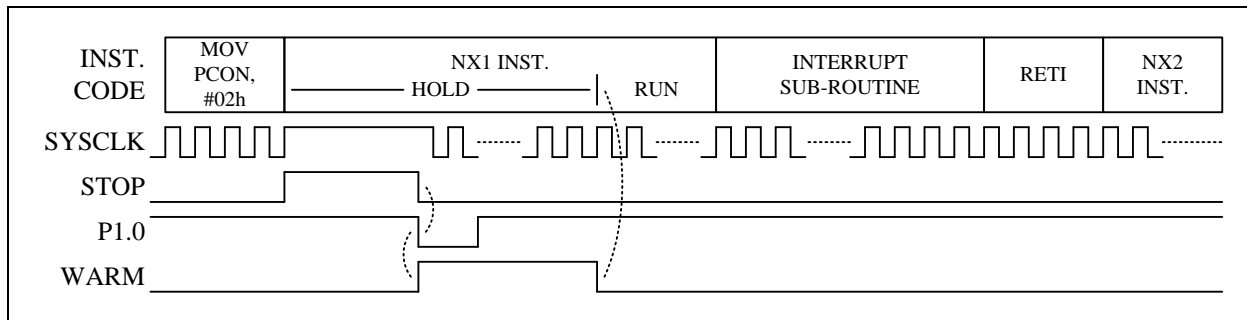 INST.
CODE
MOV
PCON,
#02h
NX1 INST.
HOLD
RUN
INTERRUPT
SUB-ROUTINE
RETI
NX2
INST.
SYSCLK
STOP
P1.0
WARM